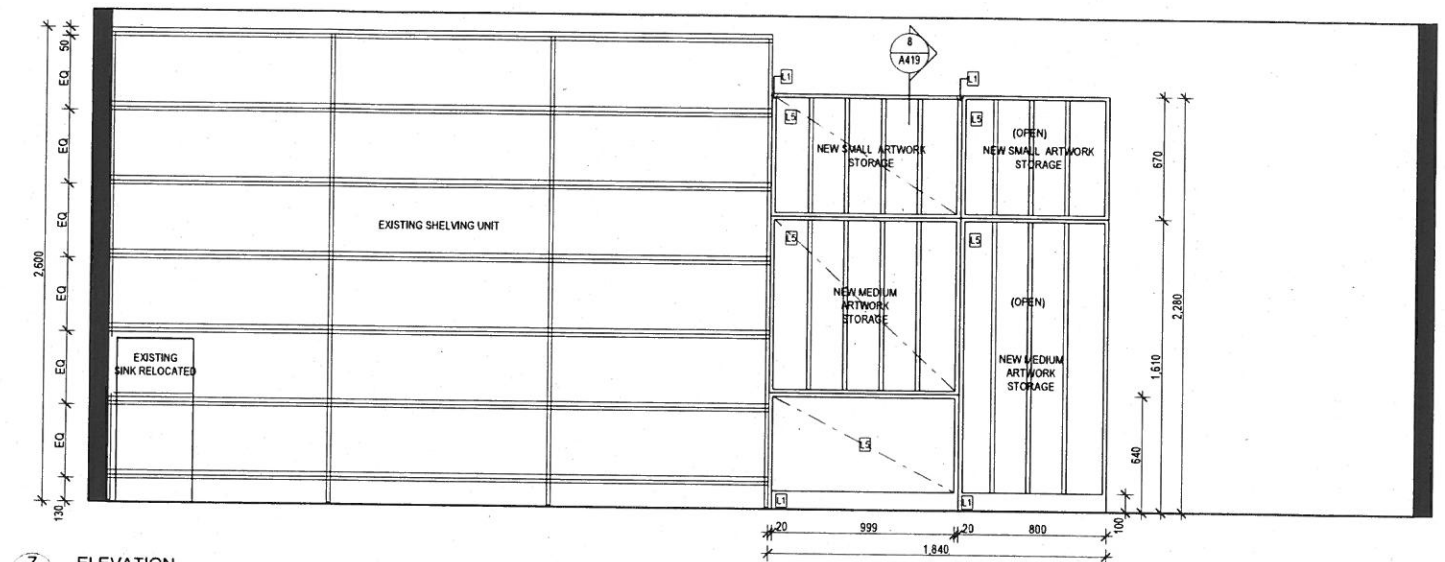 50
EQ
EQ
EQ
EQ
EQ
EQ
2,600
130
EXISTING SHELVING UNIT
EXISTING
SINK RELOCATED
8
A419
L1
L1
L5
NEW SMALL ARTWORK
STORAGE
L5
(OPEN)
NEW SMALL ARTWORK
STORAGE
L5
NEW MEDIUM
ARTWORK
STORAGE
L5
(OPEN)
NEW MEDIUM
ARTWORK
STORAGE
L5
L1
L1
670
2,280
1,610
640
100
20
999
20
800
1,840
7
ELEVATION